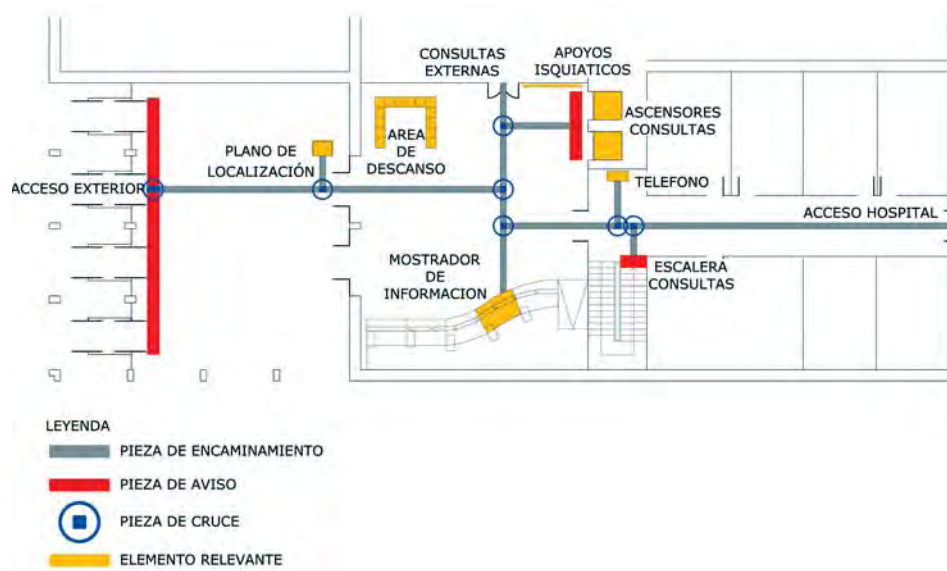 CONSULTAS
EXTERNAS
APOYOS
ISQUIATICOS
ASCENSORES
CONSULTAS
AREA
DE
DESCANSO
PLANO DE
LOCALIZACIÓN
TELEFONO
ACCESO EXTERIOR
ACCESO HOSPITAL
MOSTRADOR
DE
INFORMACION
ESCALERA
CONSULTAS
LEYENDA
PIEZA DE ENCAMINAMIENTO
PIEZA DE AVISO
PIEZA DE CRUCE
ELEMENTO RELEVANTE